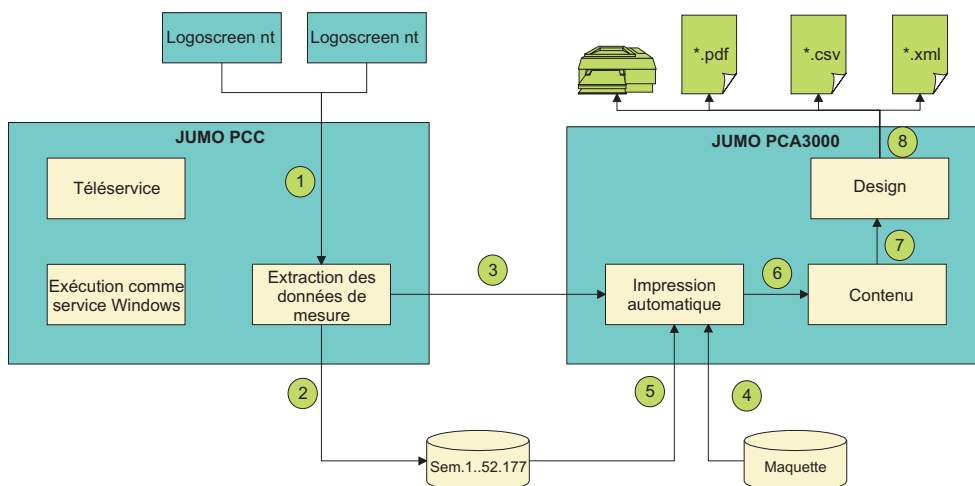 Logoscreen nt
Logoscreen nt
*.pdf
*.csv
*.xml
JUMO PCC
JUMO PCA3000
8
Téléservice
1
Design
7
Exécution comme
service Windows
Extraction des
données de
mesure
3
Impression
automatique
6
Contenu
2
5
4
Sem.1..52.177
Maquette